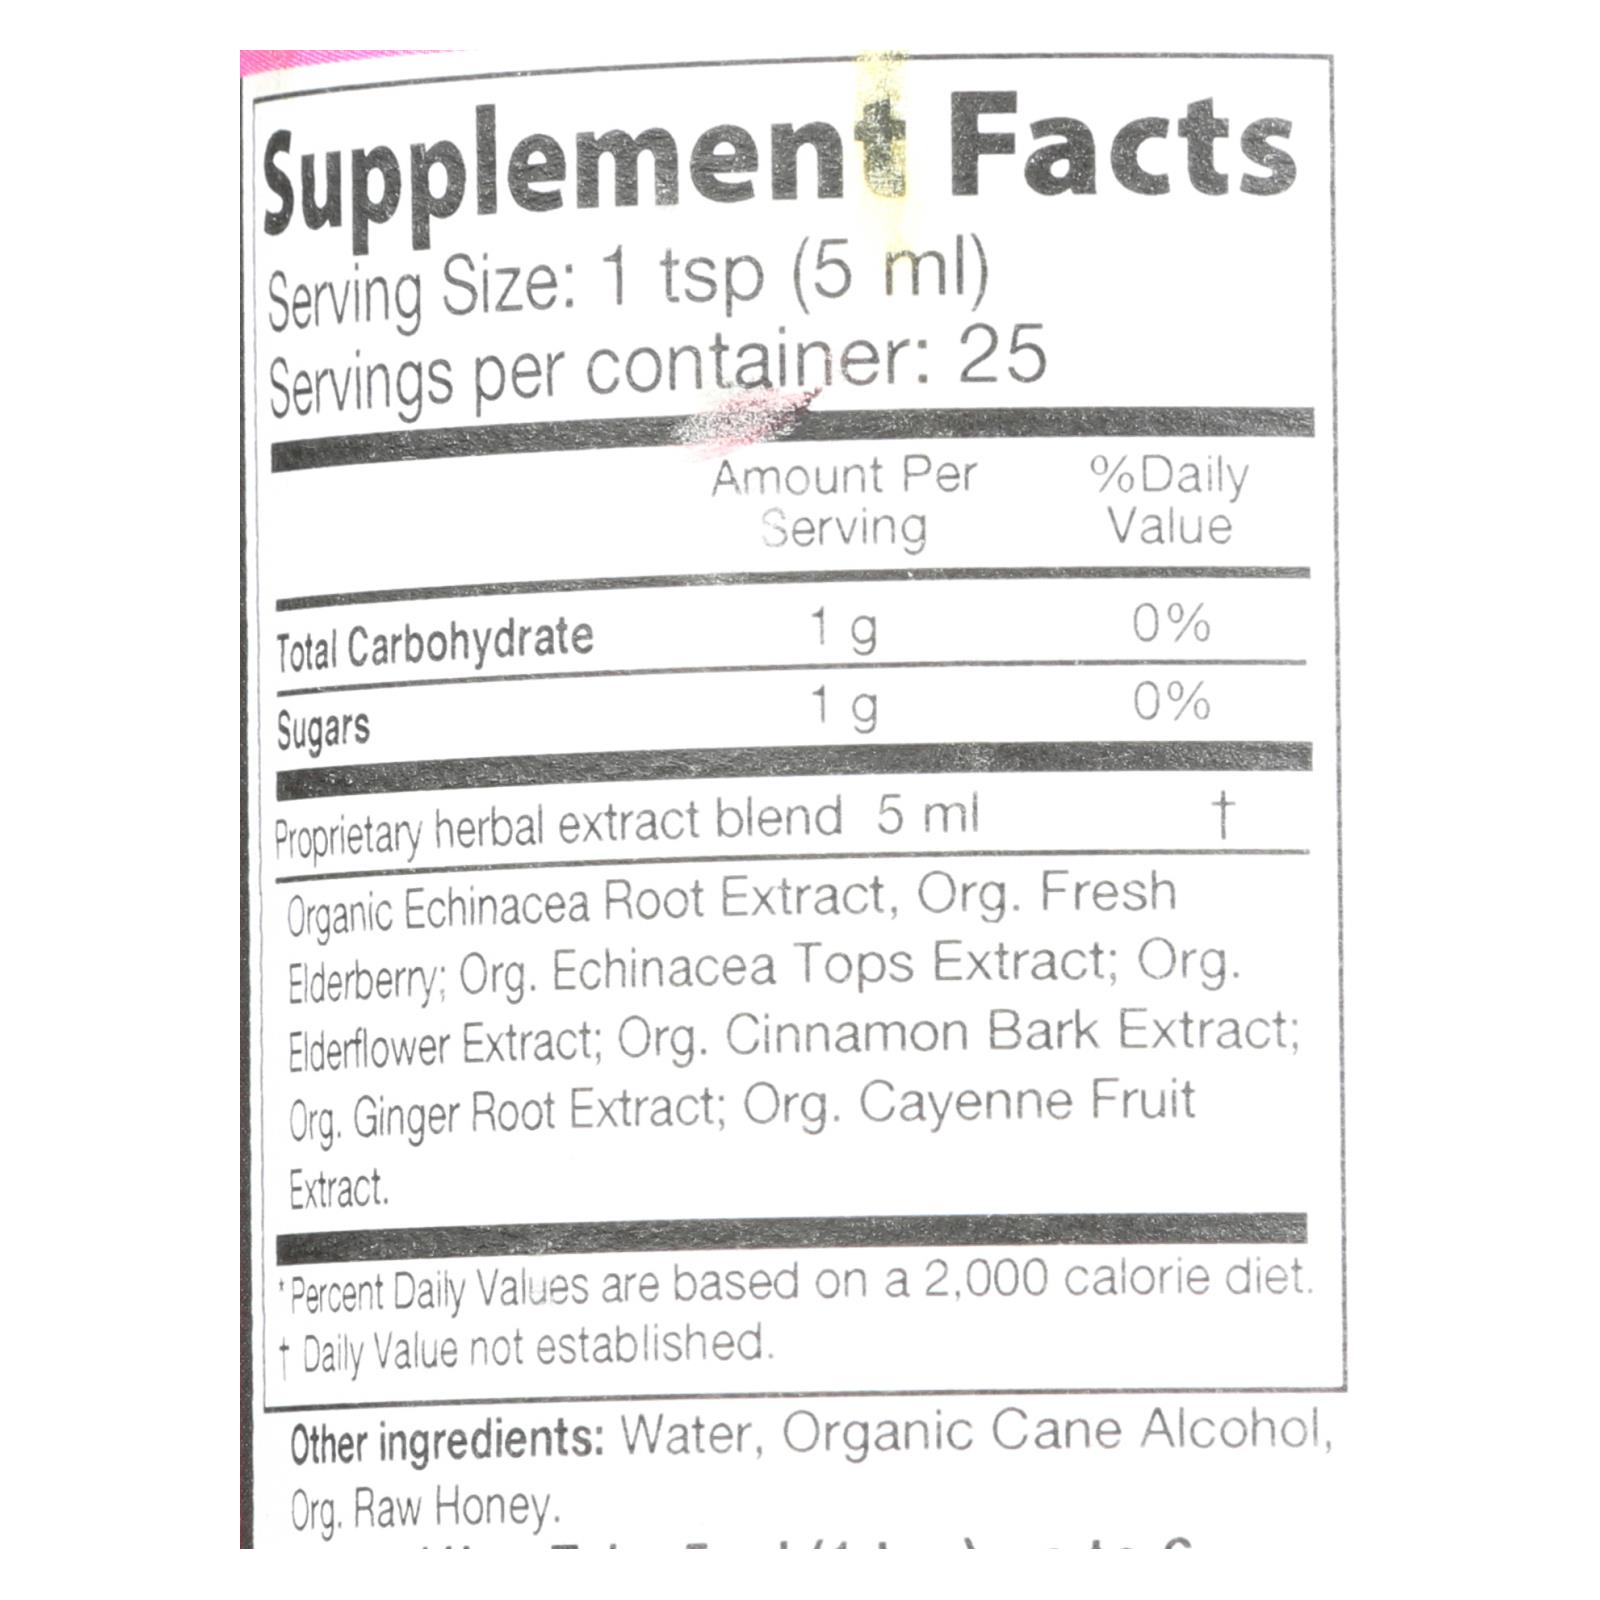 Supplement Facts
Serving Size: 1 tsp (5 ml)
Servings per container: 25
Amount Per %Daily
Serving Value
Total Carbohydrate 1 g 0%
Sugars 1 g 0%
Proprietary herbal extract blend 5 ml †
Organic Echinacea Root Extract, Org. Fresh
Elderberry; Org. Echinacea Tops Extract; Org.
Elderflower Extract; Org. Cinnamon Bark Extract;
Org. Ginger Root Extract; Org. Cayenne Fruit
Extract.
*Percent Daily Values are based on a 2,000 calorie diet.
† Daily Value not established.
Other ingredients: Water, Organic Cane Alcohol,
Org. Raw Honey.